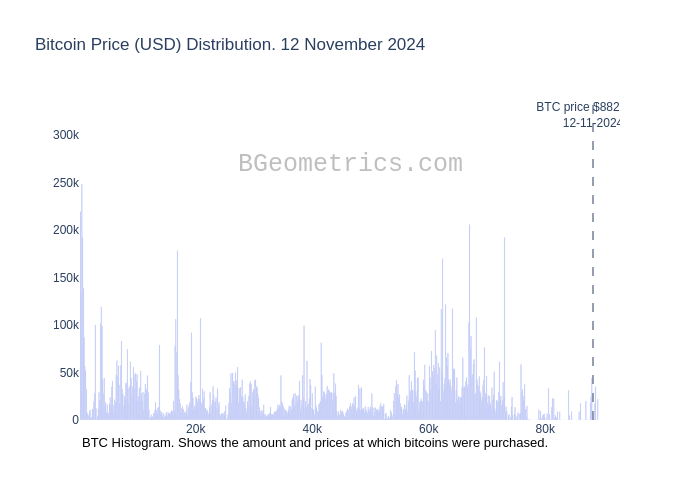 Bitcoin Price (USD) Distribution. 12 November 2024
BTC price $882
12-11-2024
300k
BGeometrics.com
250k
200k
150k
100k
50k
0
20k 40k 60k 80k
BTC Histogram. Shows the amount and prices at which bitcoins were purchased.